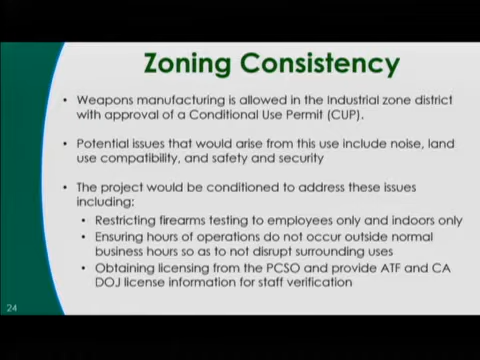 Zoning Consistency
• Weapons manufacturing is allowed in the Industrial zone district
with approval of a Conditional Use Permit (CUP).
• Potential issues that would arise from this use include noise, land
use compatibility, and safety and security
• The project would be conditioned to address these issues
including:
• Restricting firearms testing to employees only and indoors only
• Ensuring hours of operations do not occur outside normal
business hours so as to not disrupt surrounding uses
• Obtaining licensing from the PCSO and provide ATF and CA
DOJ license information for staff verification
24